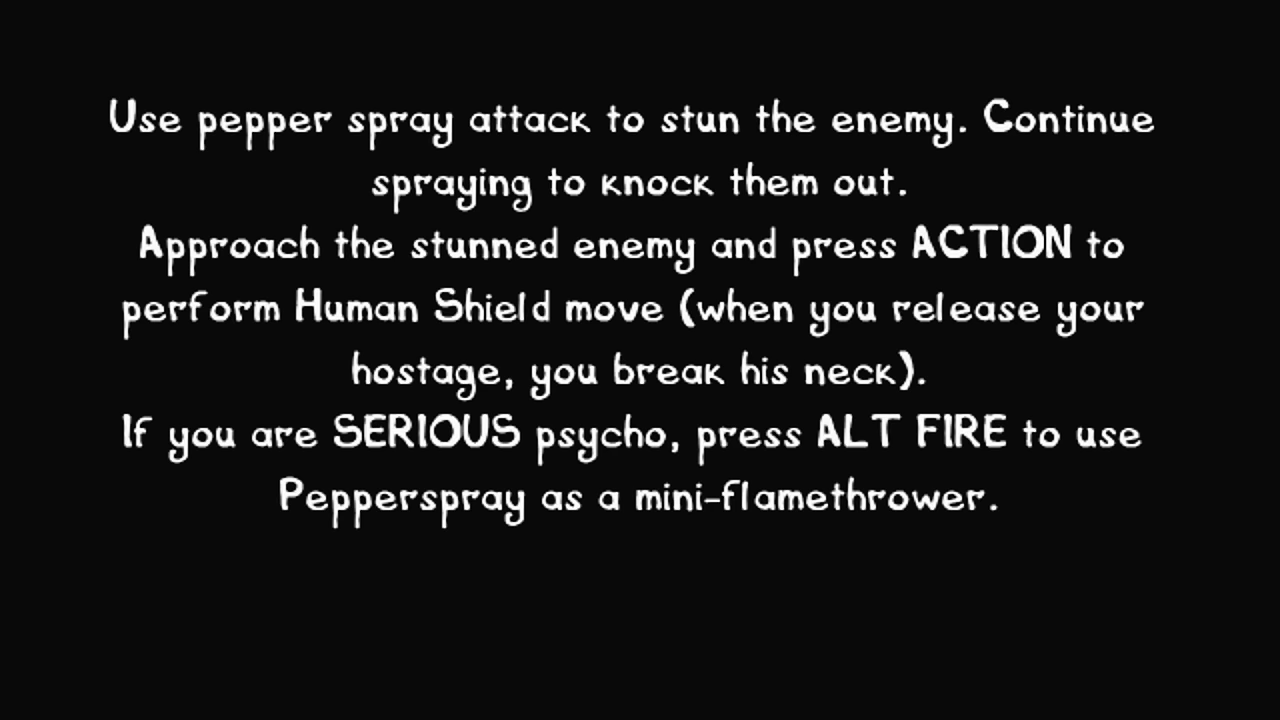 Use pepper spray attack to stun the enemy. Continue
spraying to knock them out.
Approach the stunned enemy and press ACTION to
perform Human Shield move (when you release your
hostage, you break his neck).
If you are SERIOUS psycho, press ALT FIRE to use
Pepperspray as a mini-flamethrower.